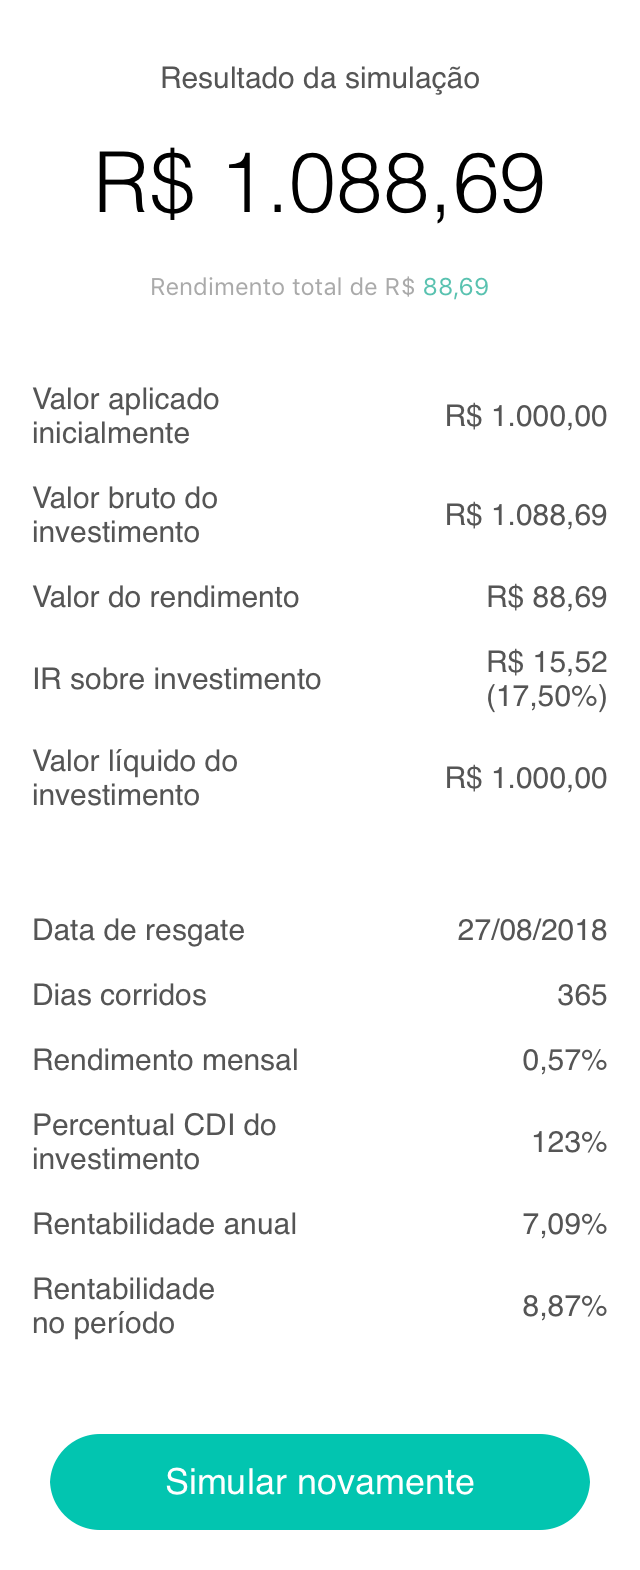 Resultado da simulação
R$ 1.088,69
Rendimento total de R$ 88,69
Valor aplicado
inicialmente
R$ 1.000,00
Valor bruto do
investimento
R$ 1.088,69
Valor do rendimento
R$ 88,69
IR sobre investimento
R$ 15,52
(17,50%)
Valor líquido do
investimento
R$ 1.000,00
Data de resgate
27/08/2018
Dias corridos
365
Rendimento mensal
0,57%
Percentual CDI do
investimento
123%
Rentabilidade anual
7,09%
Rentabilidade
no período
8,87%
Simular novamente